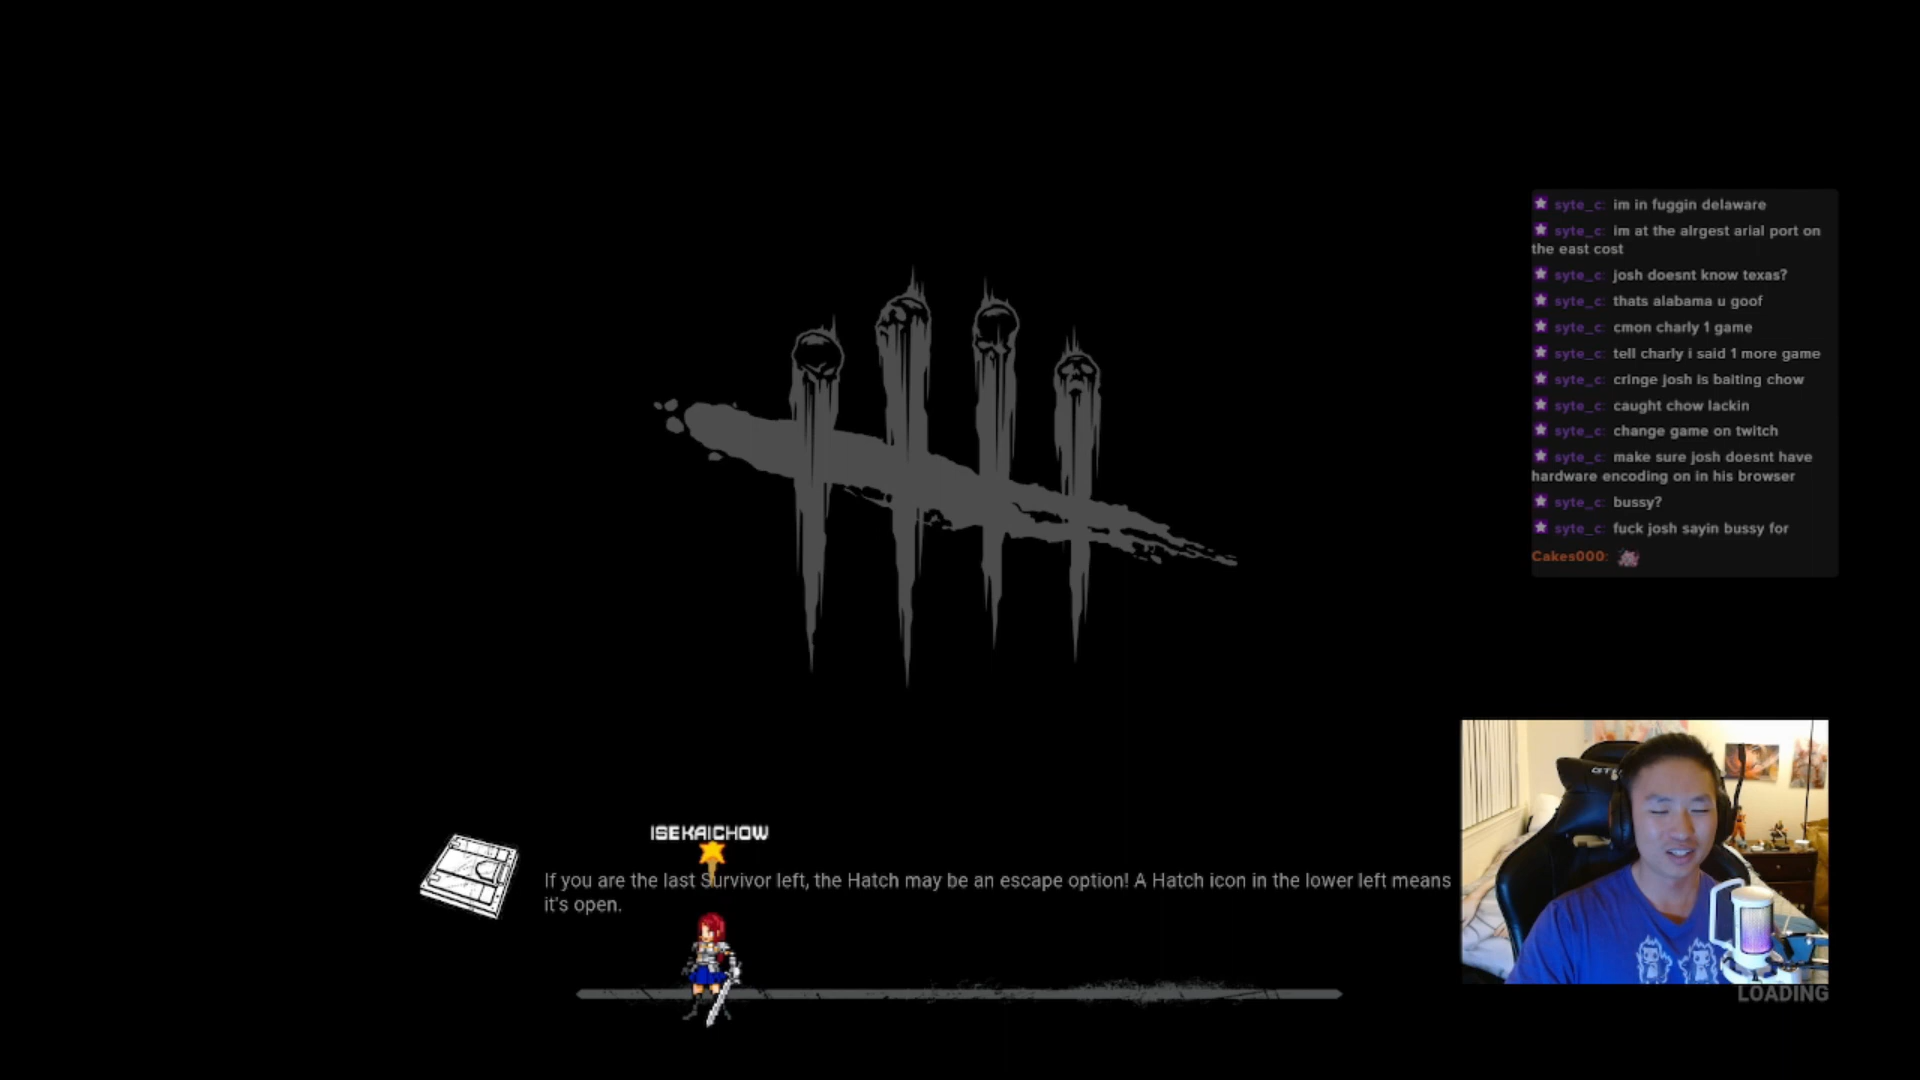 syte_c: im in fuggin delaware
syte_c: im at the alrgest arial port on
the east cost
syte_c: josh doesnt know texas?
syte_c: thats alabama u goof
syte_c: cmon charly 1 game
syte_c: tell charly i said 1 more game
syte_c: cringe josh is baiting chow
syte_c: caught chow lackin
syte_c: change game on twitch
syte_c: make sure josh doesnt have
hardware encoding on in his browser
syte_c: bussy?
syte_c: fuck josh sayin bussy for
Cakes000:
ISEKAICHOW
If you are the last Survivor left, the Hatch may be an escape option! A Hatch icon in the lower left means
it's open.
LOADING